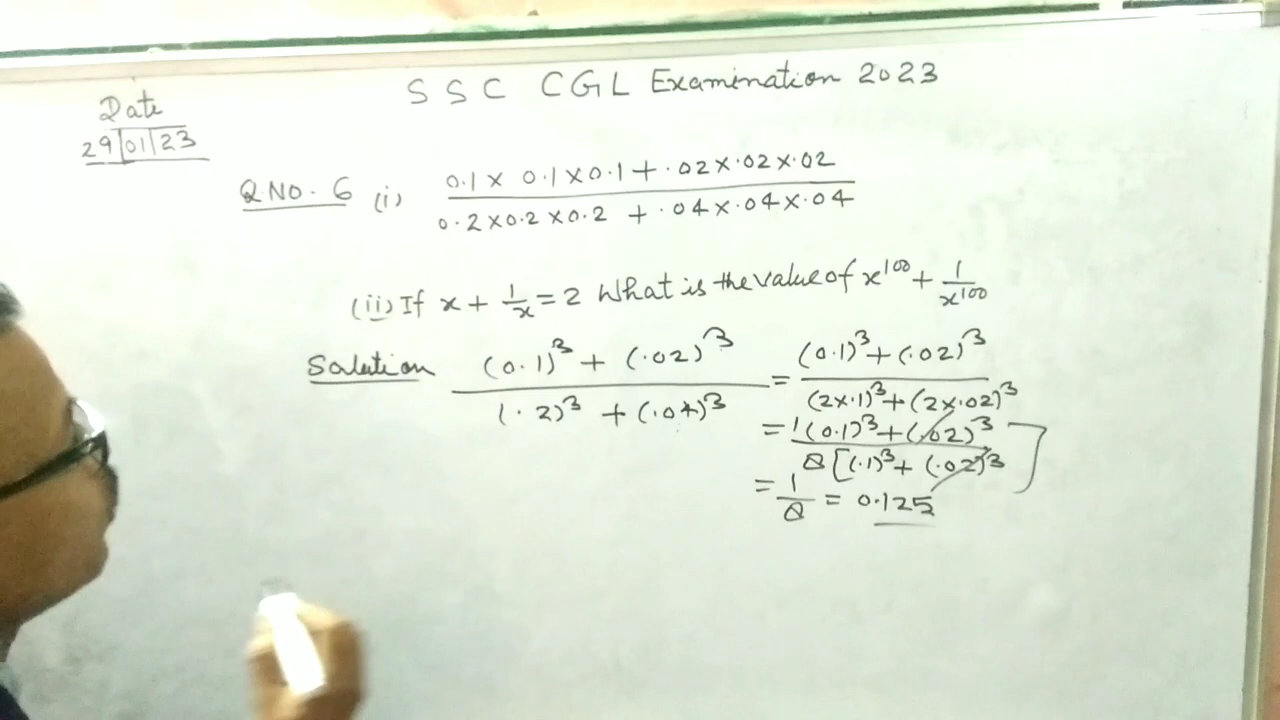 SSC CGL Examination 2023
Date
29|01|23
Q.NO. 6 (i) 0.1 x 0.1 x 0.1 + .02 x .02 x .02
0.2 x 0.2 x 0.2 + .04 x .04 x .04
(ii) If x + 1/x = 2 What is the value of x^100 + 1/x^100
Solution (0.1)^3 + (.02)^3 = (0.1)^3 + (.02)^3
(.2)^3 + (.04)^3 (2x.1)^3 + (2x.02)^3
= 1 (0.1)^3 + (.02)^3
8 [(.1)^3 + (.02)^3]
= 1/8 = 0.125